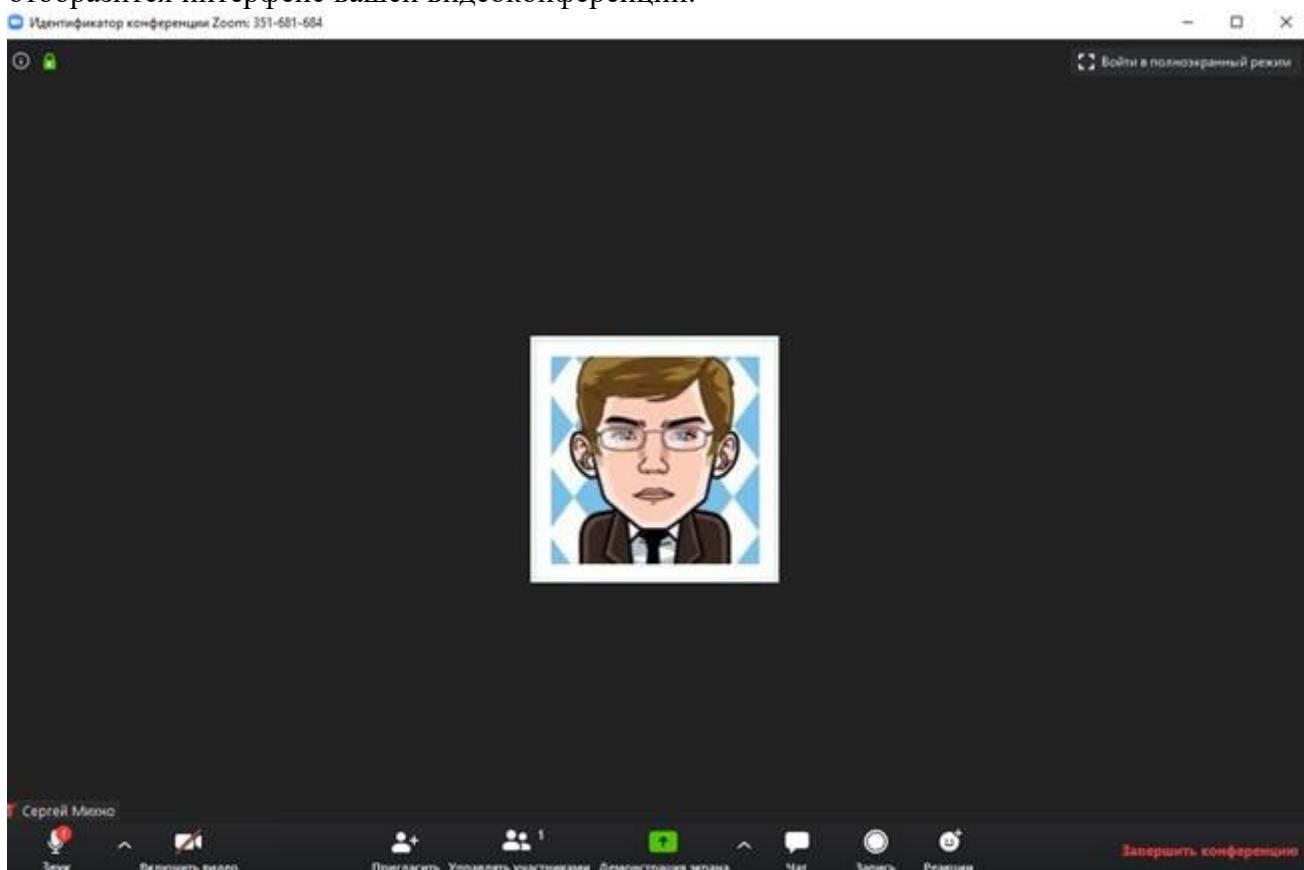 отобразится интерфейс вашей видеоконференции.
Идентификатор конференции Zoom: 351-681-684
Войти в полноэкранный режим
Сергей
Звук
Включить видео
Пригласить
1
Управлять участниками
Демонстрация экрана
Чат
Запись
Реакции
Завершить конференцию